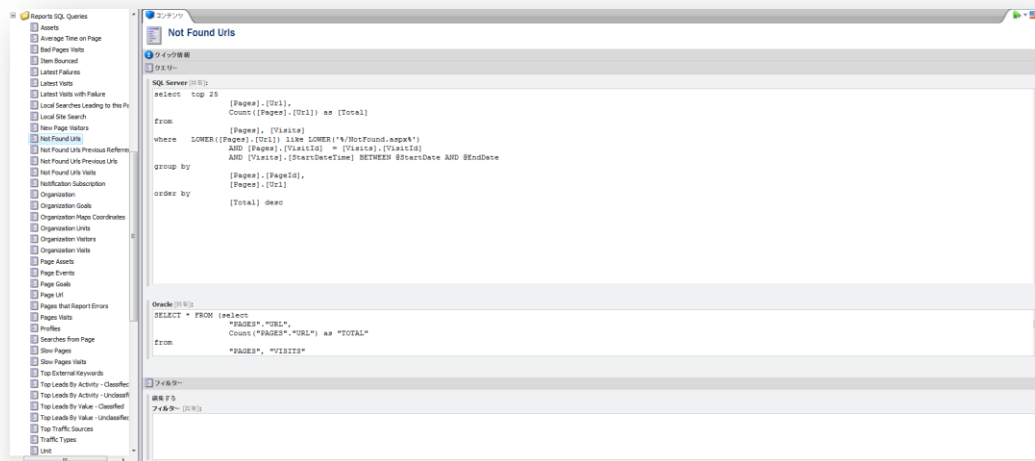 Reports SQL Queries
Assets
Average Time on Page
Bad Pages Visits
Item Bounced
Latest Failures
Latest Visits
Latest Visits with Failure
Local Searches Leading to this Pa
Local Site Search
New Page Visitors
Not Found Urls
Not Found Urls Previous Referre
Not Found Urls Previous Urls
Not Found Urls Visits
Notification Subscription
Organization
Organization Goals
Organization Maps Coordinates
Organization Units
Organization Visitors
Organization Visits
Page Assets
Page Events
Page Goals
Page Url
Pages that Report Errors
Pages Visits
Profiles
Searches from Page
Slow Pages
Slow Pages Visits
Top External Keywords
Top Leads By Activity - Classified
Top Leads By Activity - Unclassifi
Top Leads By Value - Classified
Top Leads By Value - Unclassified
Top Traffic Sources
Traffic Types
Unit
コンテンツ
Not Found Urls
クイック情報
クエリー
SQL Server [共有]:
select top 25
[Pages].[Url],
Count([Pages].[Url]) as [Total]
from
[Pages], [Visits]
where LOWER([Pages].[Url]) like LOWER('%/NotFound.aspx%')
AND [Pages].[VisitId] = [Visits].[VisitId]
AND [Visits].[StartDateTime] BETWEEN @StartDate AND @EndDate
group by
[Pages].[PageId],
[Pages].[Url]
order by
[Total] desc
Oracle [共有]:
SELECT * FROM (select
"PAGES"."URL",
Count("PAGES"."URL") as "TOTAL"
from
"PAGES", "VISITS"
フィルター
編集する
フィルター [共有]: